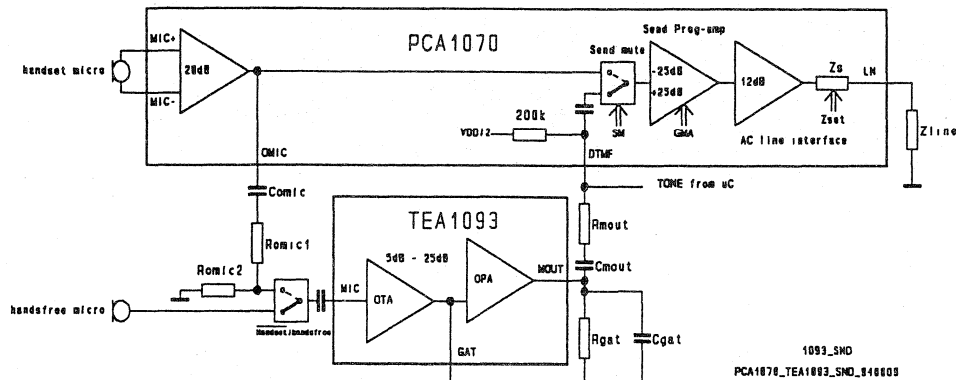 PCA1070
MIC+
handset micro
MIC-
20dB
OMIC
Send mute
SM
Send Prog-amp
-25dB
+25dB
GMA
12dB
AC line interface
Zs
Zset
LN
Zline
VDD/2
200k
DTMF
TONE from uC
Comic
Romic1
Romic2
handsfree micro
Handset/handsfree
TEA1093
5dB - 25dB
MIC
OTA
OPA
MOUT
GAT
Rmout
Cmout
Rgat
Cgat
1093_SND
PCA1070_TEA1093_SND_940609